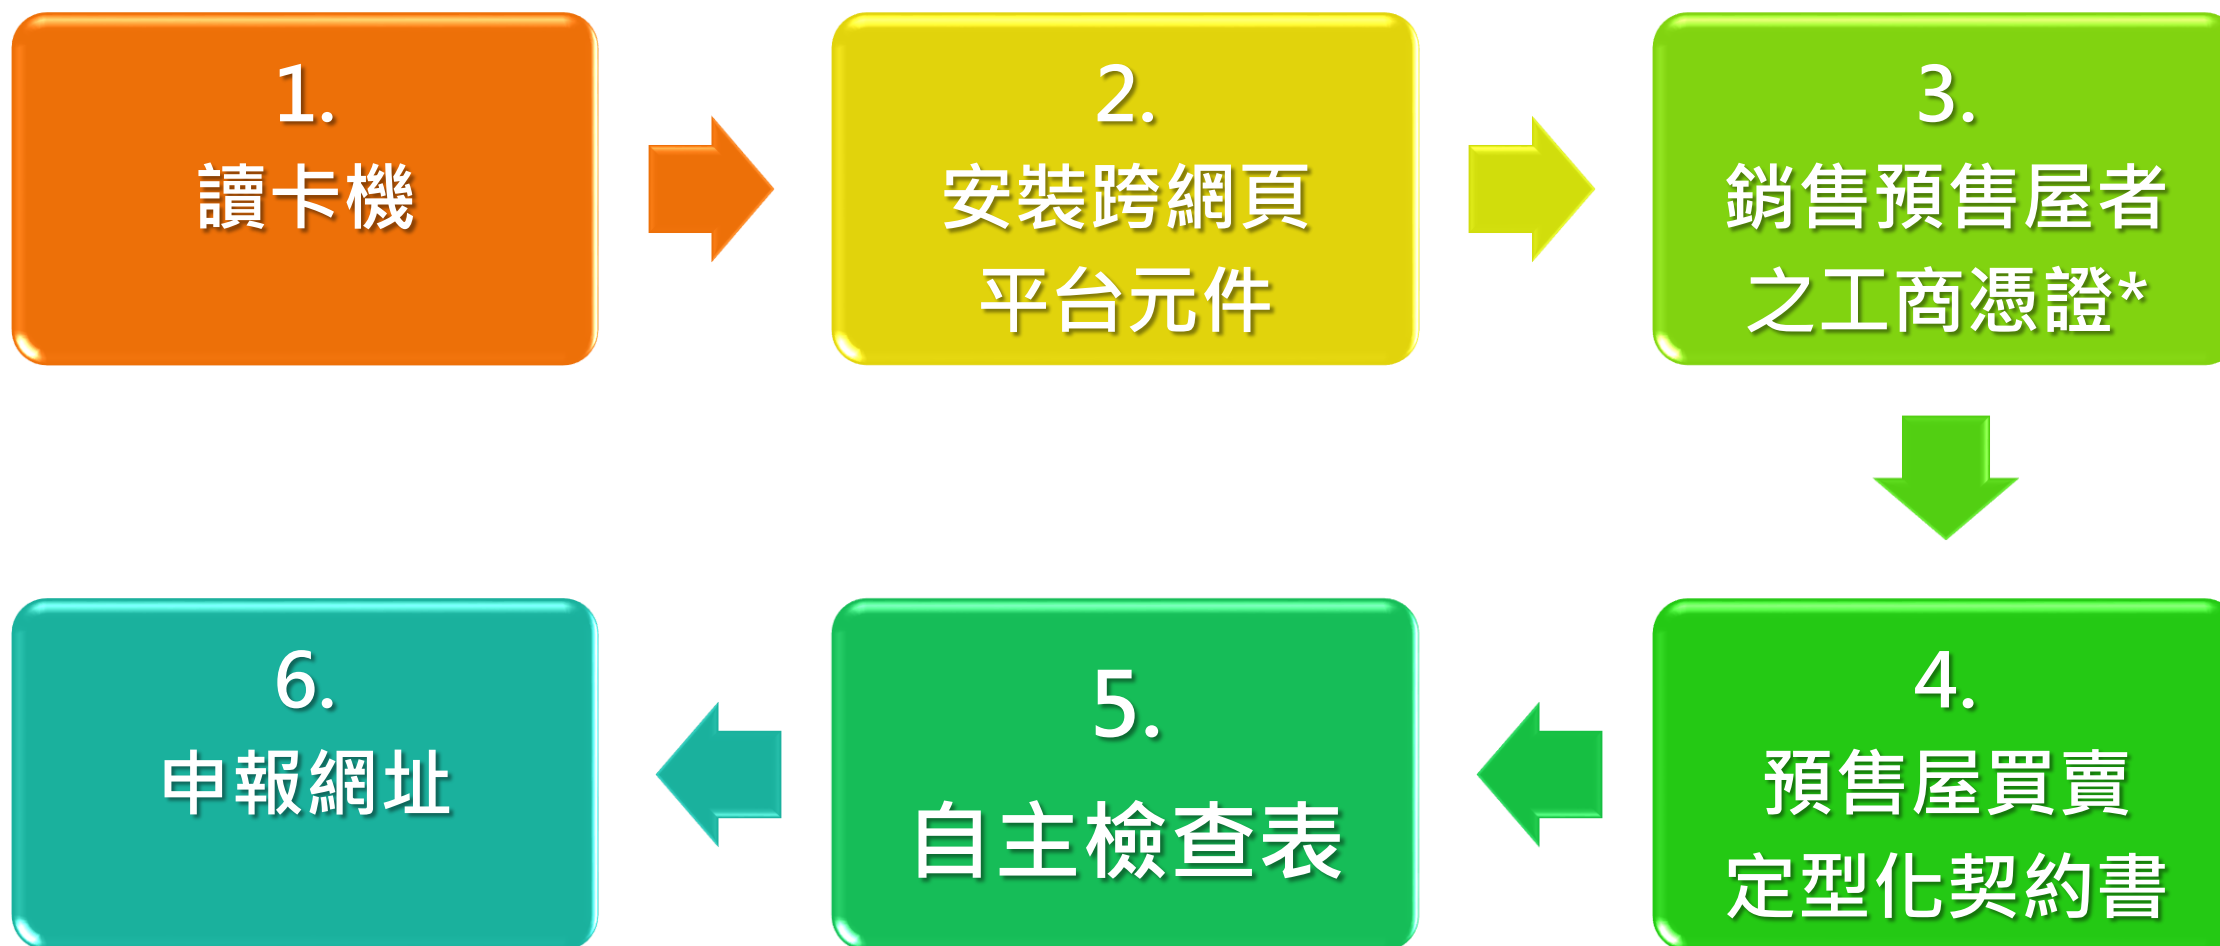 1.
讀卡機
2.
安裝跨網頁
平台元件
3.
銷售預售屋者
之工商憑證*
4.
預售屋買賣
定型化契約書
5.
自主檢查表
6.
申報網址